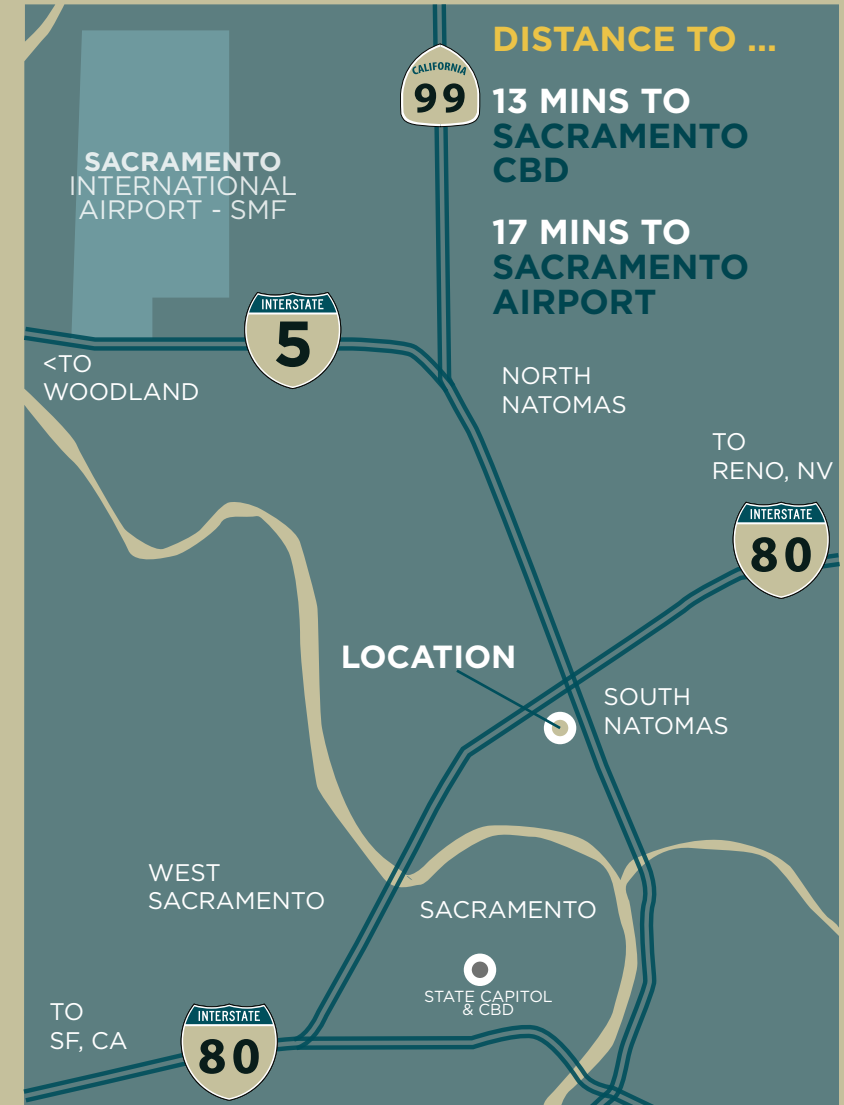 DISTANCE TO ...
CALIFORNIA
99
13 MINS TO
SACRAMENTO
CBD
SACRAMENTO
INTERNATIONAL
AIRPORT - SMF
17 MINS TO
SACRAMENTO
AIRPORT
INTERSTATE
5
<TO
WOODLAND
NORTH
NATOMAS
TO
RENO, NV
INTERSTATE
80
LOCATION
SOUTH
NATOMAS
WEST
SACRAMENTO
SACRAMENTO
STATE CAPITOL
& CBD
TO
SF, CA
INTERSTATE
80